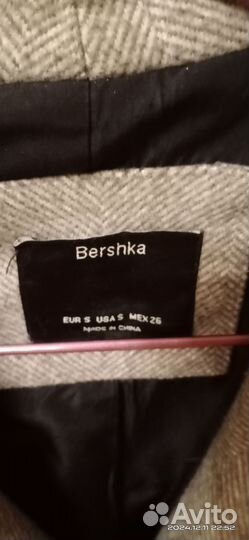 Bershka
EUR S USA S MEX 26
MADE IN CHINA
2024.12.11 22:52
Avito